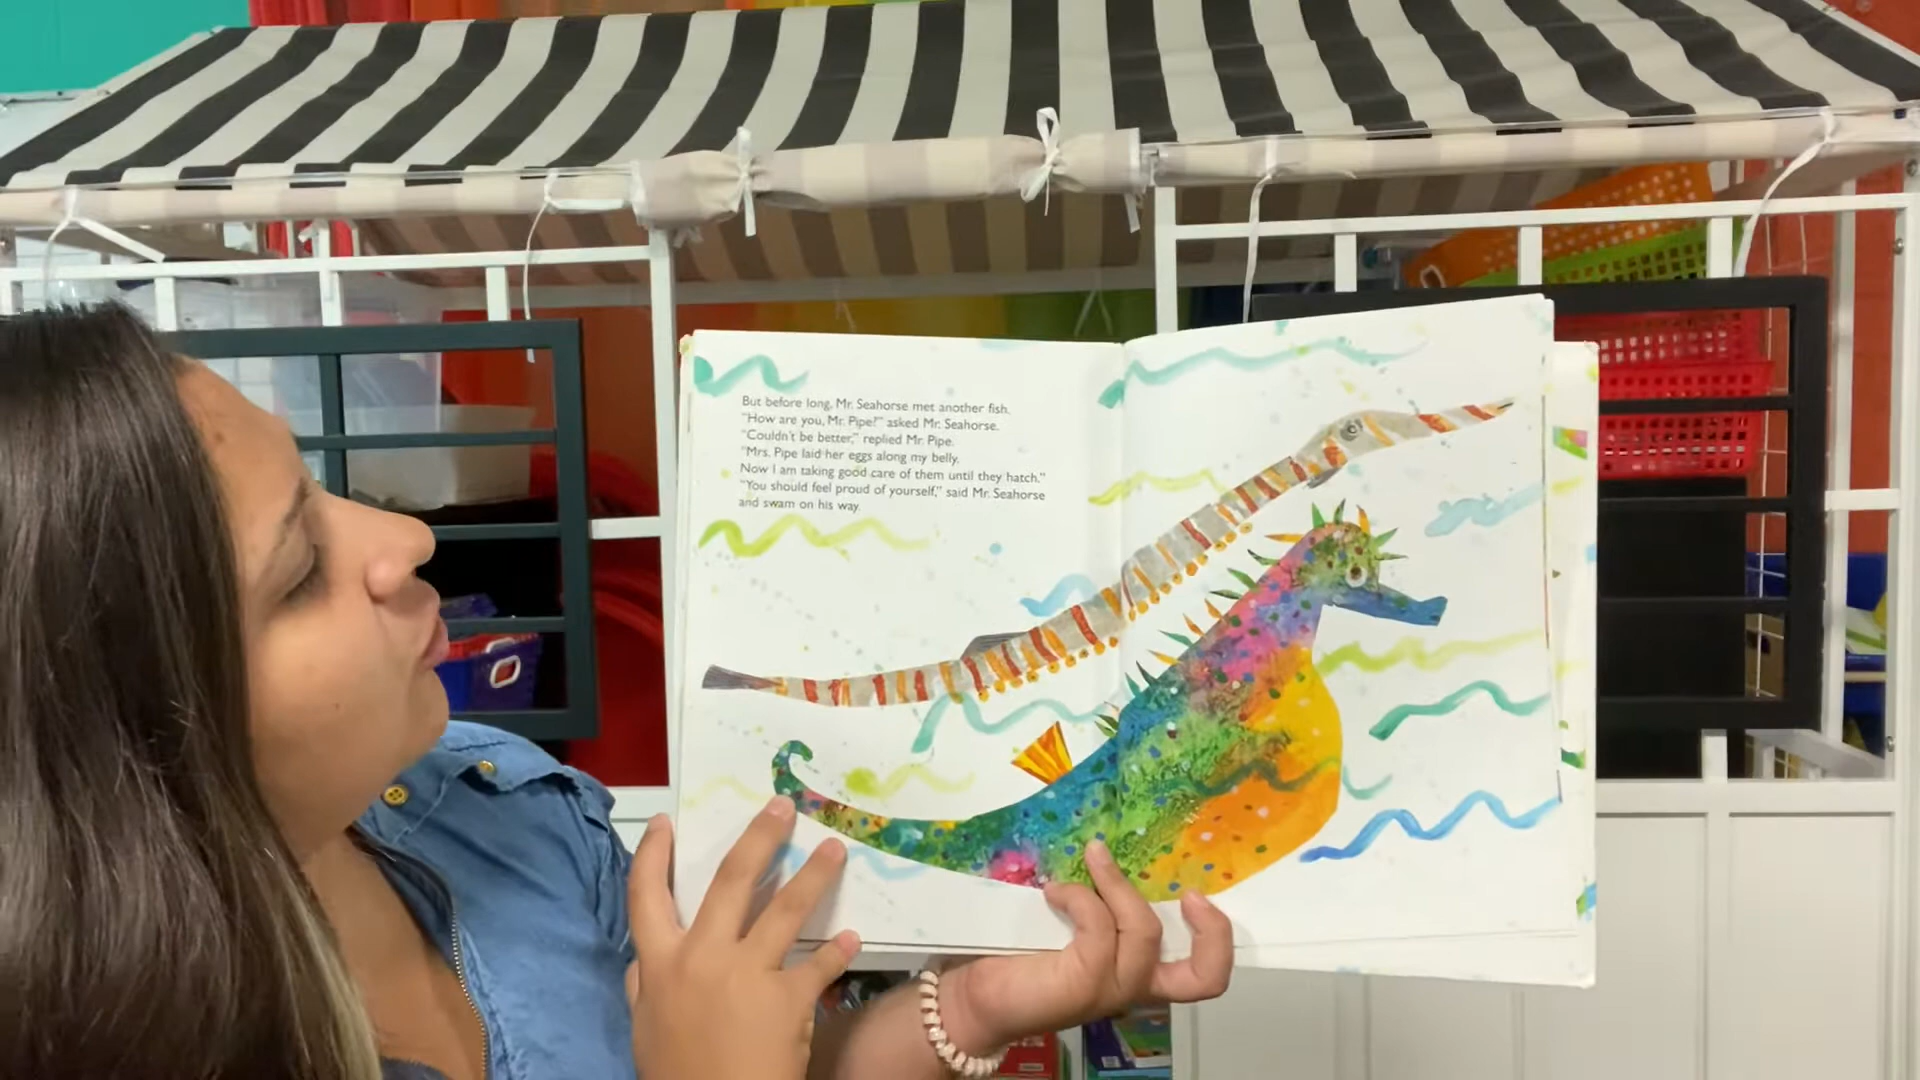 But before long, Mr. Seahorse met another fish.
"How are you, Mr. Pipe?" asked Mr. Seahorse.
"Couldn't be better," replied Mr. Pipe.
"Mrs. Pipe laid her eggs along my belly.
Now I am taking good care of them until they hatch."
"You should feel proud of yourself," said Mr. Seahorse
and swam on his way.